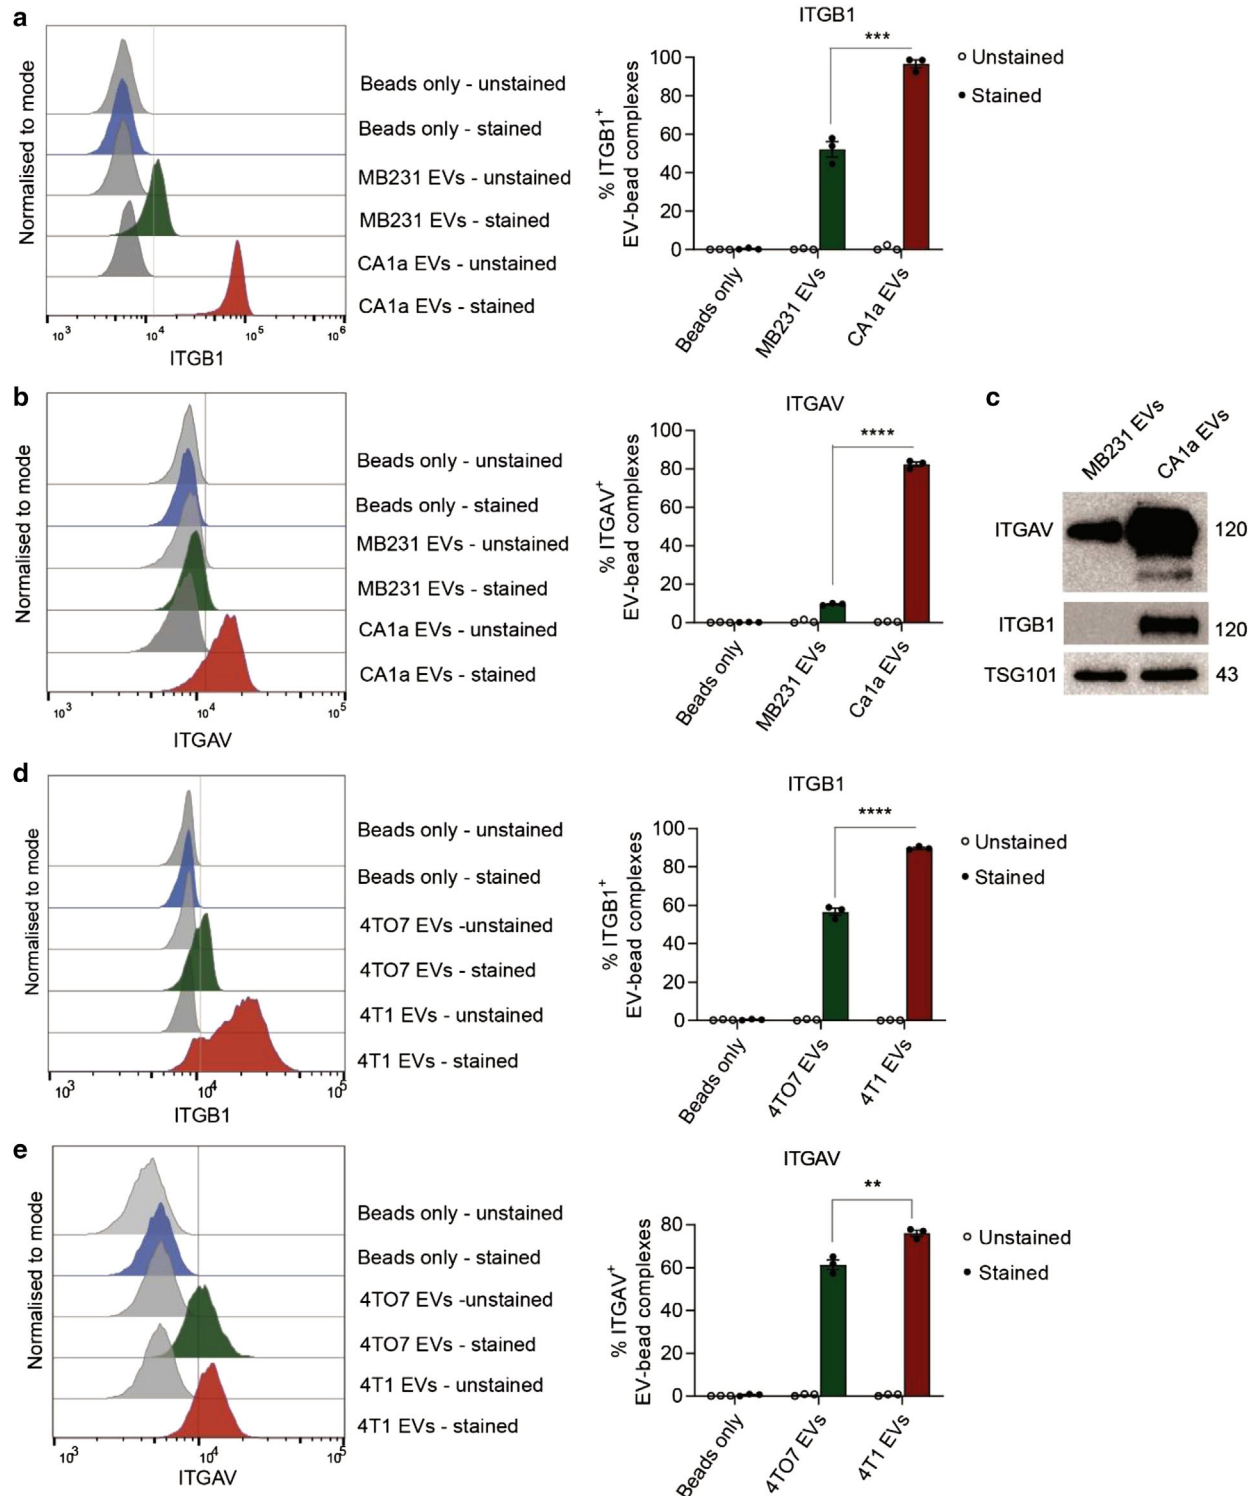 a
Normalised to mode
Beads only - unstained
Beads only - stained
MB231 EVs - unstained
MB231 EVs - stained
CA1a EVs - unstained
CA1a EVs - stained
10³ 10⁴ 10⁵ 10⁶
ITGB1
ITGB1
% ITGB1⁺
EV-bead complexes
100
80
60
40
20
0
***
Unstained
Stained
Beads only
MB231 EVs
CA1a EVs
b
Normalised to mode
Beads only - unstained
Beads only - stained
MB231 EVs - unstained
MB231 EVs - stained
CA1a EVs - unstained
CA1a EVs - stained
10³ 10⁴ 10⁵
ITGAV
ITGAV
% ITGAV⁺
EV-bead complexes
100
80
60
40
20
0
****
Beads only
MB231 EVs
Ca1a EVs
c
MB231 EVs
CA1a EVs
ITGAV 120
ITGB1 120
TSG101 43
d
Normalised to mode
Beads only - unstained
Beads only - stained
4TO7 EVs -unstained
4TO7 EVs - stained
4T1 EVs - unstained
4T1 EVs - stained
10³ 10⁴ 10⁵
ITGB1
ITGB1
% ITGB1⁺
EV-bead complexes
100
80
60
40
20
0
****
Unstained
Stained
Beads only
4TO7 EVs
4T1 EVs
e
Normalised to mode
Beads only - unstained
Beads only - stained
4TO7 EVs -unstained
4TO7 EVs - stained
4T1 EVs - unstained
4T1 EVs - stained
10³ 10⁴ 10⁵
ITGAV
ITGAV
% ITGAV⁺
EV-bead complexes
80
60
40
20
0
**
Unstained
Stained
Beads only
4TO7 EVs
4T1 EVs